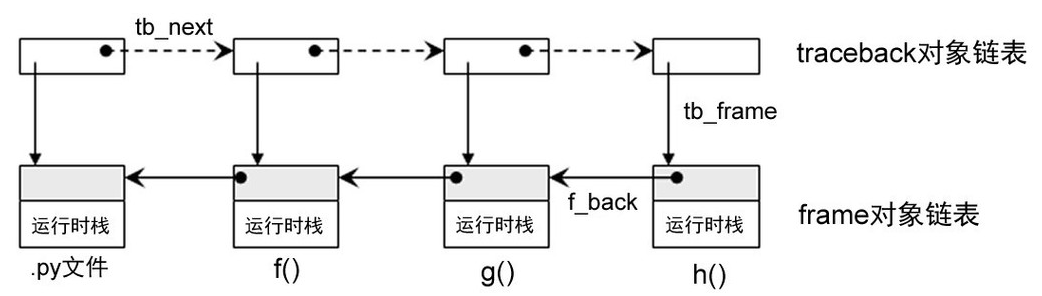 tb_next
traceback对象链表
tb_frame
f_back
运行时栈
运行时栈
运行时栈
运行时栈
frame对象链表
.py文件
f()
g()
h()